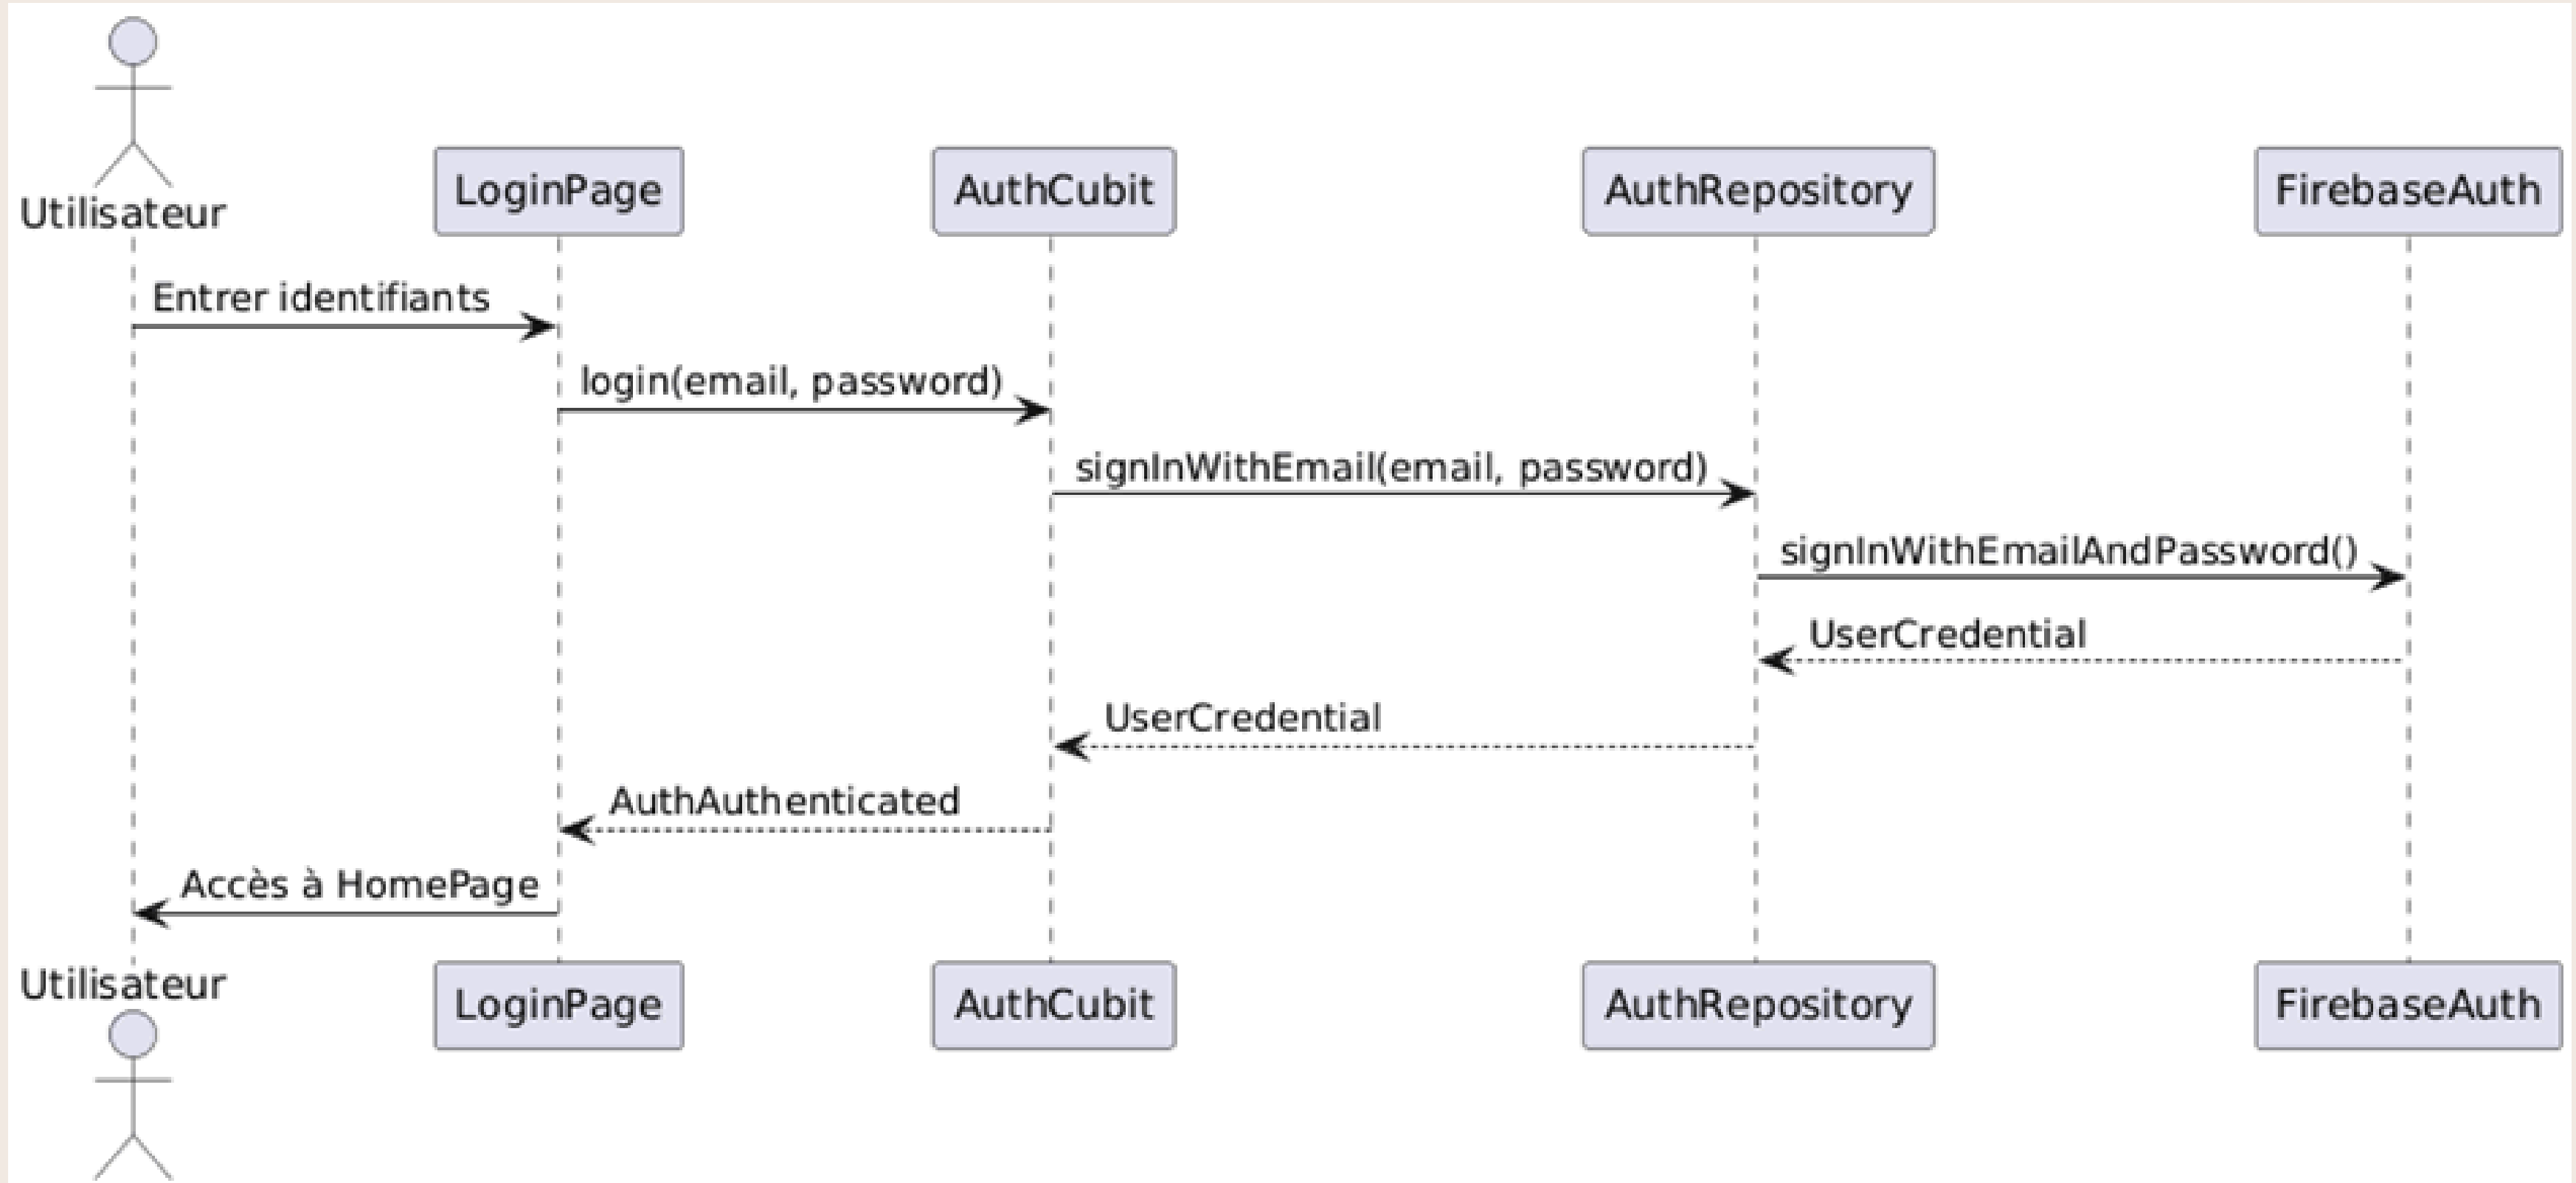 Utilisateur
LoginPage
AuthCubit
AuthRepository
FirebaseAuth
Entrer identifiants
login(email, password)
signInWithEmail(email, password)
signInWithEmailAndPassword()
UserCredential
UserCredential
AuthAuthenticated
Accès à HomePage
Utilisateur
LoginPage
AuthCubit
AuthRepository
FirebaseAuth